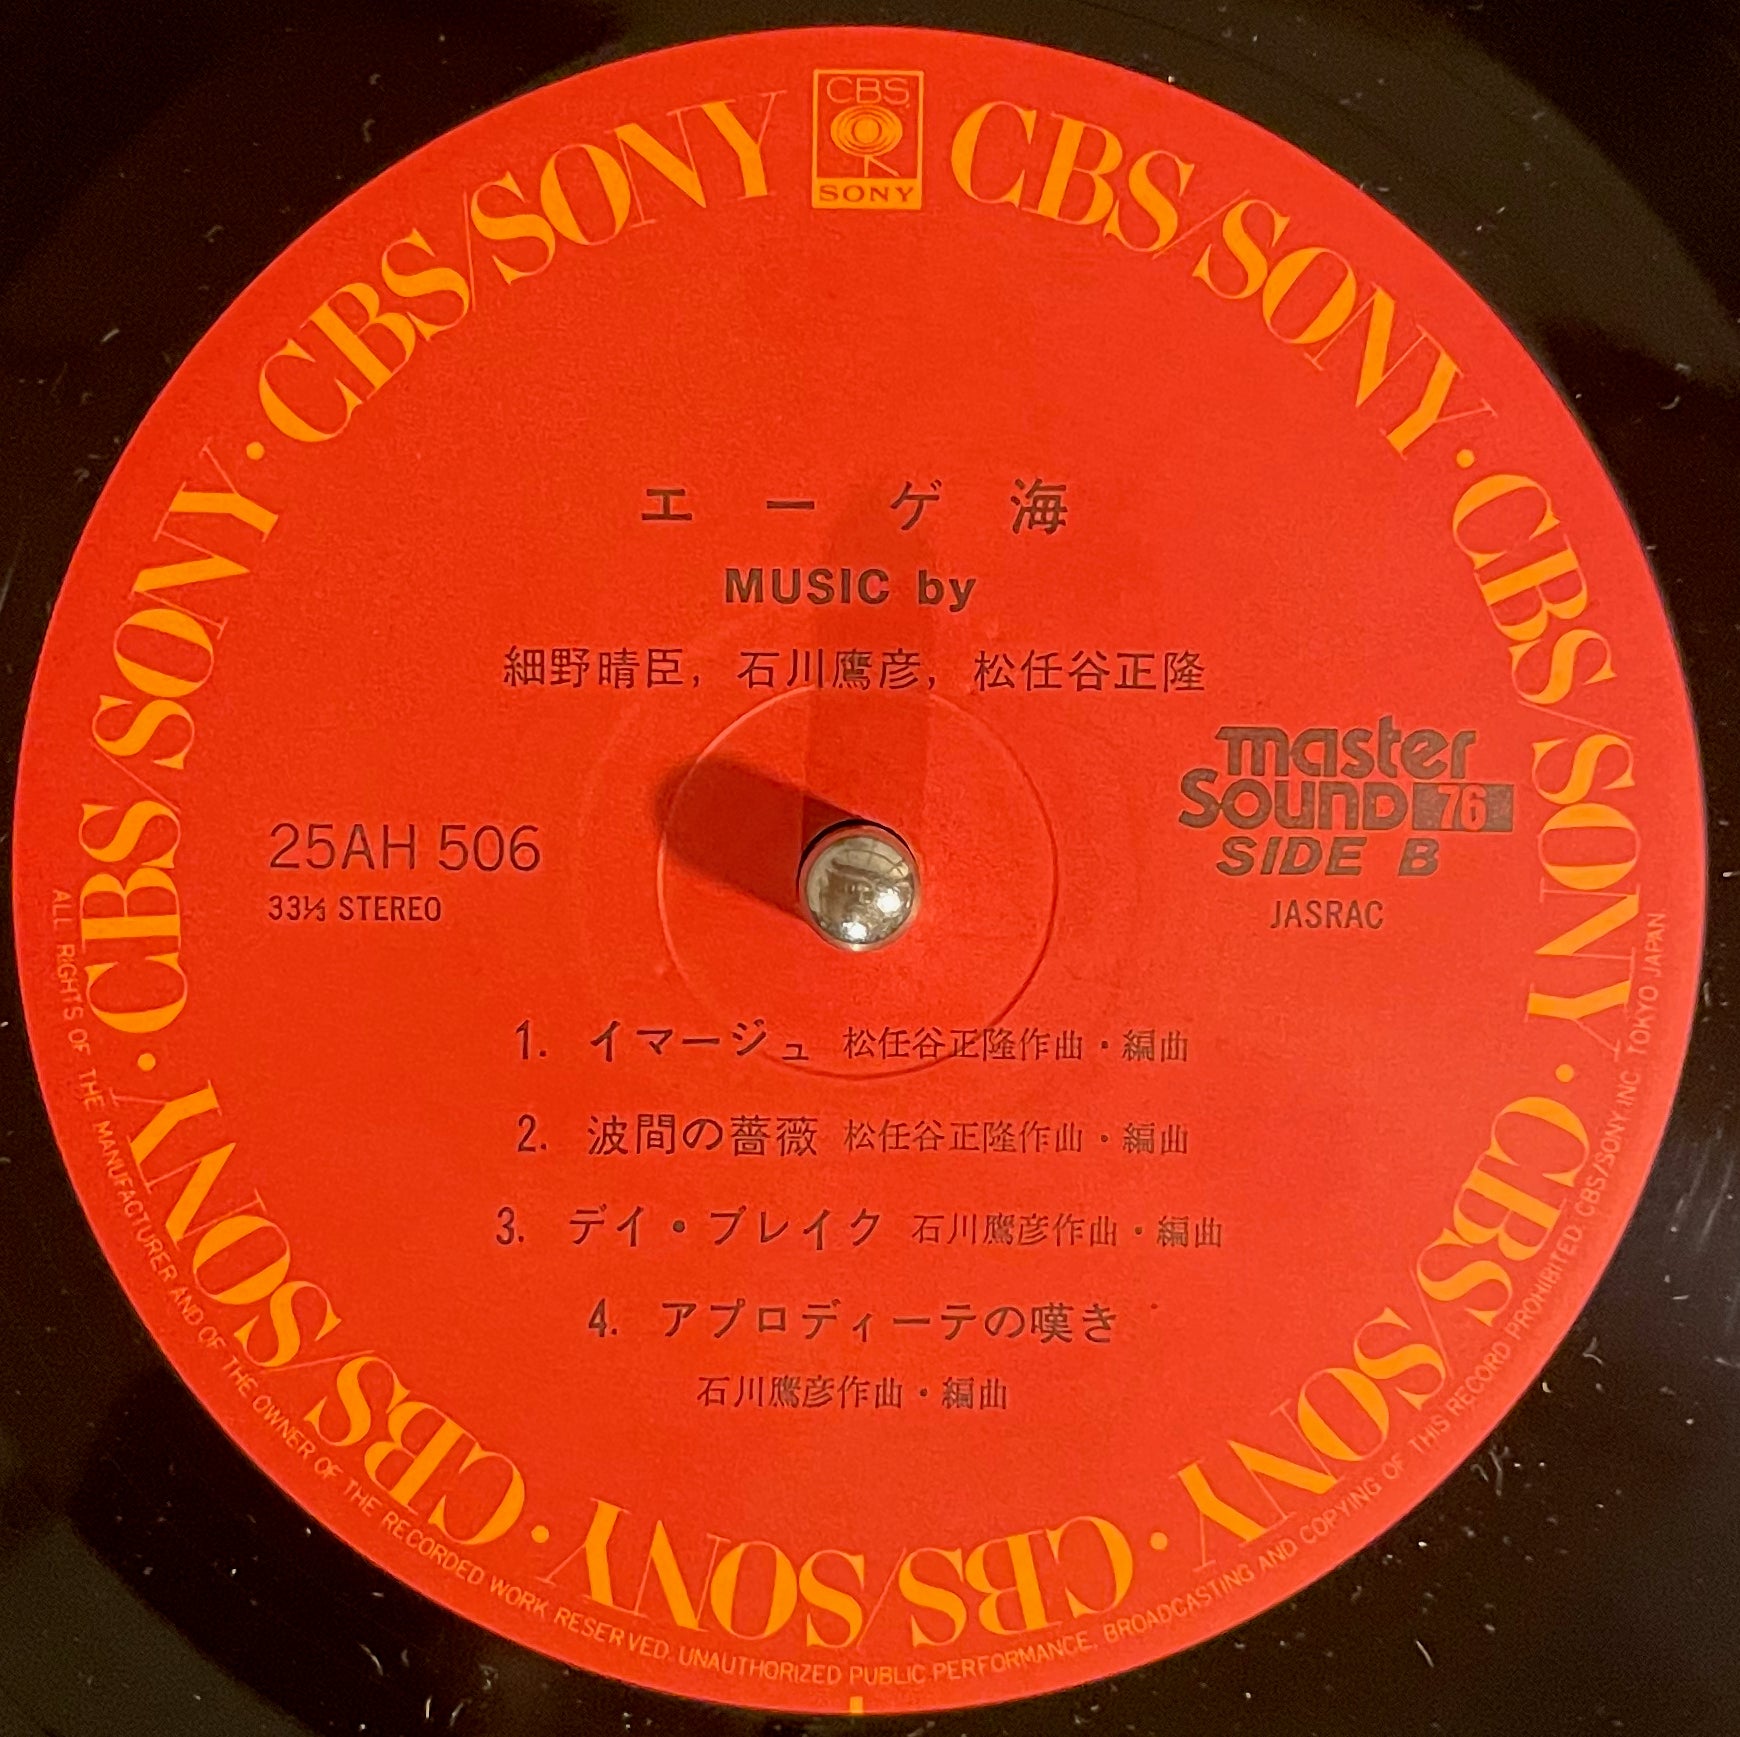 CBS
SONY
CBS/SONY · CBS/SONY · CBS/SONY · CBS/SONY · CBS/SONY · CBS/SONY · CBS/SONY · CBS/SONY
エーゲ海
MUSIC by
細野晴臣, 石川鷹彦, 松任谷正隆
master
Sound 76
25AH 506
SIDE B
33⅓ STEREO
JASRAC
1. イマージュ 松任谷正隆作曲・編曲
2. 波間の薔薇 松任谷正隆作曲・編曲
3. デイ・ブレイク 石川鷹彦作曲・編曲
4. アプロディーテの嘆き
石川鷹彦作曲・編曲
ALL RIGHTS OF THE MANUFACTURER AND OF THE OWNER OF THE RECORDED WORK RESERVED. UNAUTHORIZED PUBLIC PERFORMANCE, BROADCASTING AND COPYING OF THIS RECORD PROHIBITED. CBS/SONY INC. TOKYO JAPAN